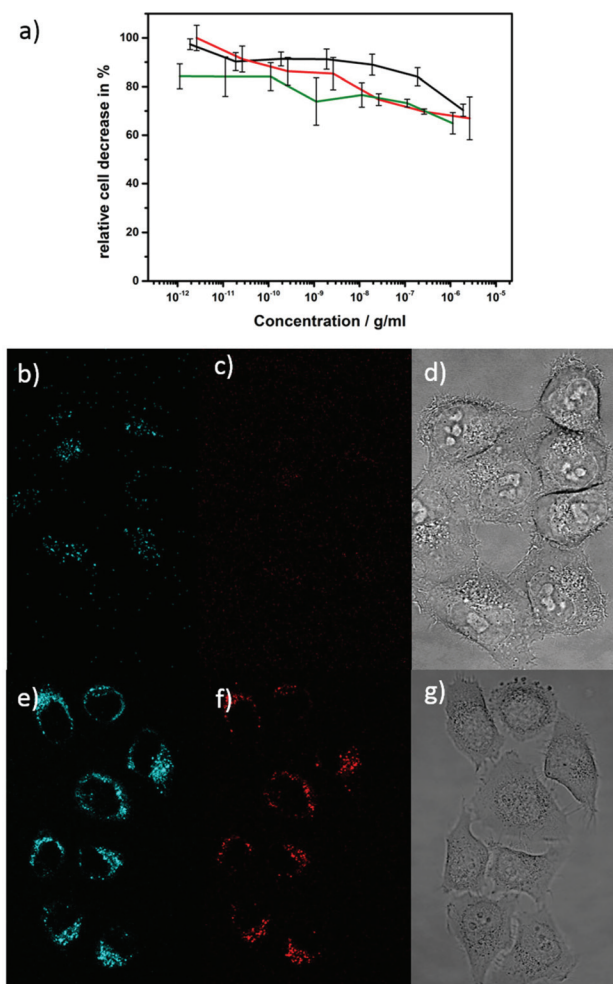 a)
relative cell decrease in %
100
80
60
40
20
0
10⁻¹² 10⁻¹¹ 10⁻¹⁰ 10⁻⁹ 10⁻⁸ 10⁻⁷ 10⁻⁶ 10⁻⁵
Concentration / g/ml
b) c) d)
e) f) g)